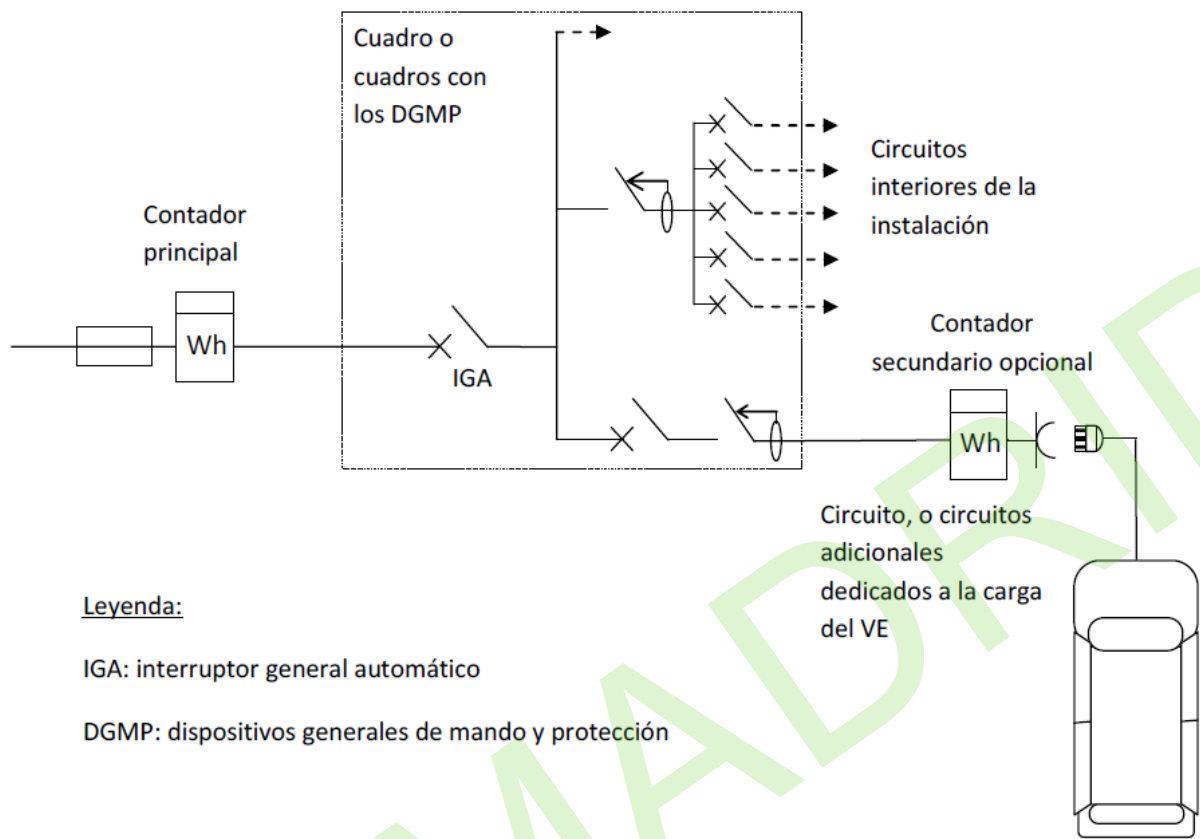 Cuadro o
cuadros con
los DGMP
Circuitos
interiores de la
instalación
Contador
principal
Wh
IGA
Contador
secundario opcional
Wh
Circuito, o circuitos
adicionales
dedicados a la carga
del VE
Leyenda:
IGA: interruptor general automático
DGMP: dispositivos generales de mando y protección
MADRID